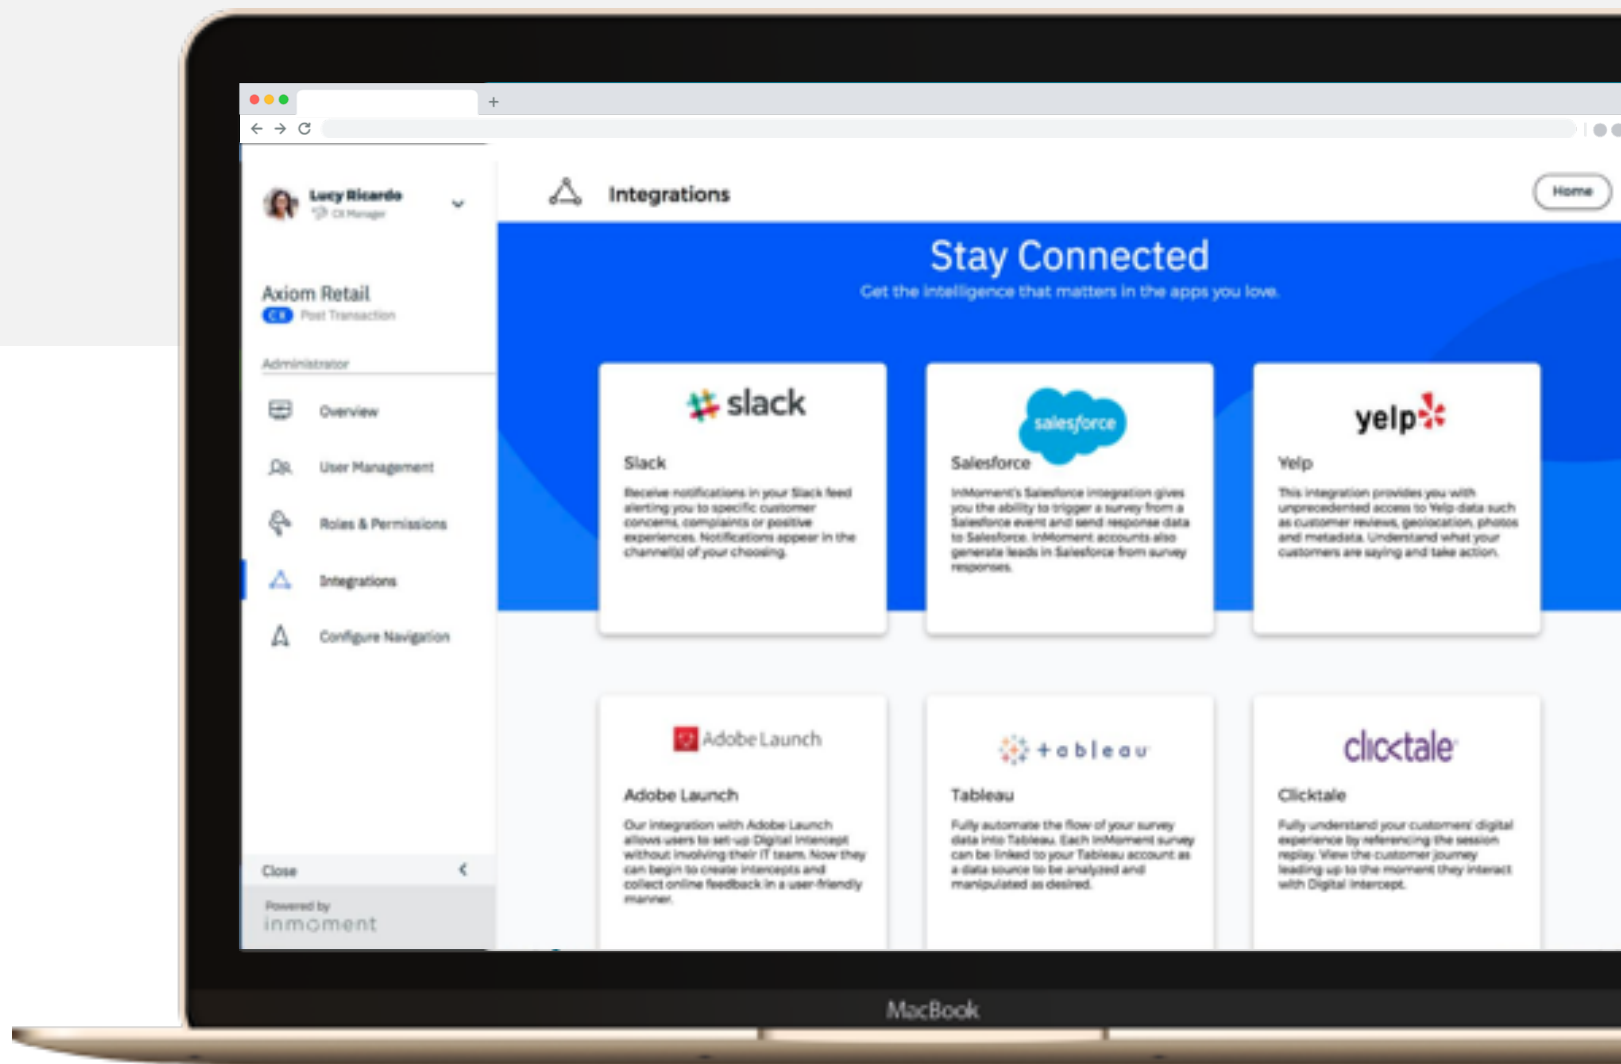 Lucy Ricardo
CX Manager
Axiom Retail
CX Post Transaction
Administrator
Overview
User Management
Roles & Permissions
Integrations
Configure Navigation
Close
Powered by
inmoment
Integrations
Home
Stay Connected
Get the intelligence that matters in the apps you love.
slack
Slack
Receive notifications in your Slack feed
alerting you to specific customer
concerns, complaints or positive
experiences. Notifications appear in the
channel(s) of your choosing.
salesforce
Salesforce
InMoment's Salesforce integration gives
you the ability to trigger a survey from a
Salesforce event and send response data
to Salesforce. InMoment accounts also
generate leads in Salesforce from survey
responses.
yelp
Yelp
This integration provides you with
unprecedented access to Yelp data such
as customer reviews, geolocation, photos
and metadata. Understand what your
customers are saying and take action.
Adobe Launch
Adobe Launch
Our integration with Adobe Launch
allows users to set-up Digital Intercept
without involving their IT team. Now they
can begin to create intercepts and
collect online feedback in a user-friendly
manner.
tableau
Tableau
Fully automate the flow of your survey
data into Tableau. Each InMoment survey
can be linked to your Tableau account as
a data source to be analyzed and
manipulated as desired.
clicktale
Clicktale
Fully understand your customers' digital
experience by referencing the session
replay. View the customer journey
leading up to the moment they interact
with Digital Intercept.
MacBook